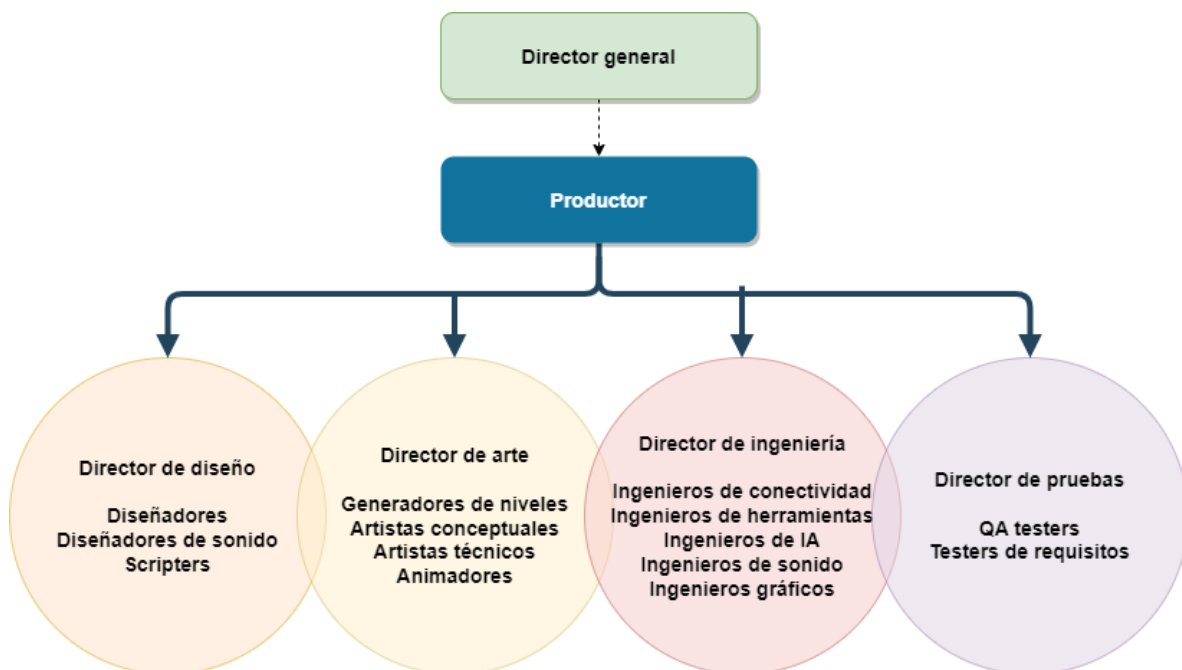 Director general
Productor
Director de diseño
Diseñadores
Diseñadores de sonido
Scripters
Director de arte
Generadores de niveles
Artistas conceptuales
Artistas técnicos
Animadores
Director de ingeniería
Ingenieros de conectividad
Ingenieros de herramientas
Ingenieros de IA
Ingenieros de sonido
Ingenieros gráficos
Director de pruebas
QA testers
Testers de requisitos